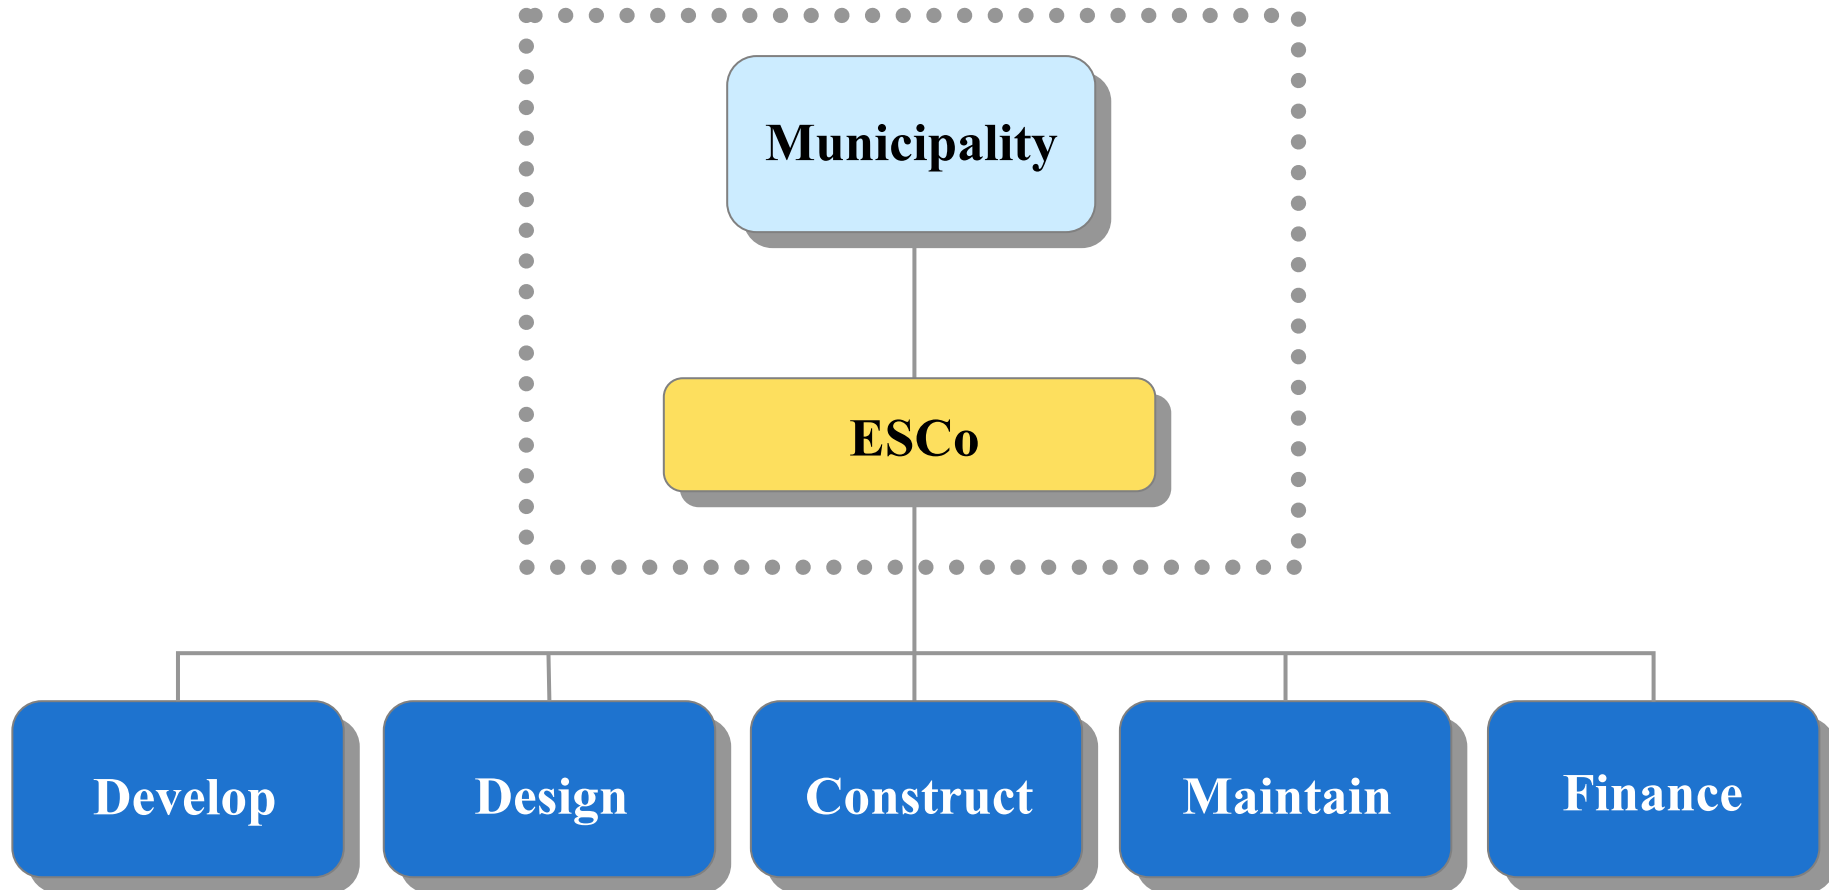 Municipality
ESCo
Develop
Design
Construct
Maintain
Finance